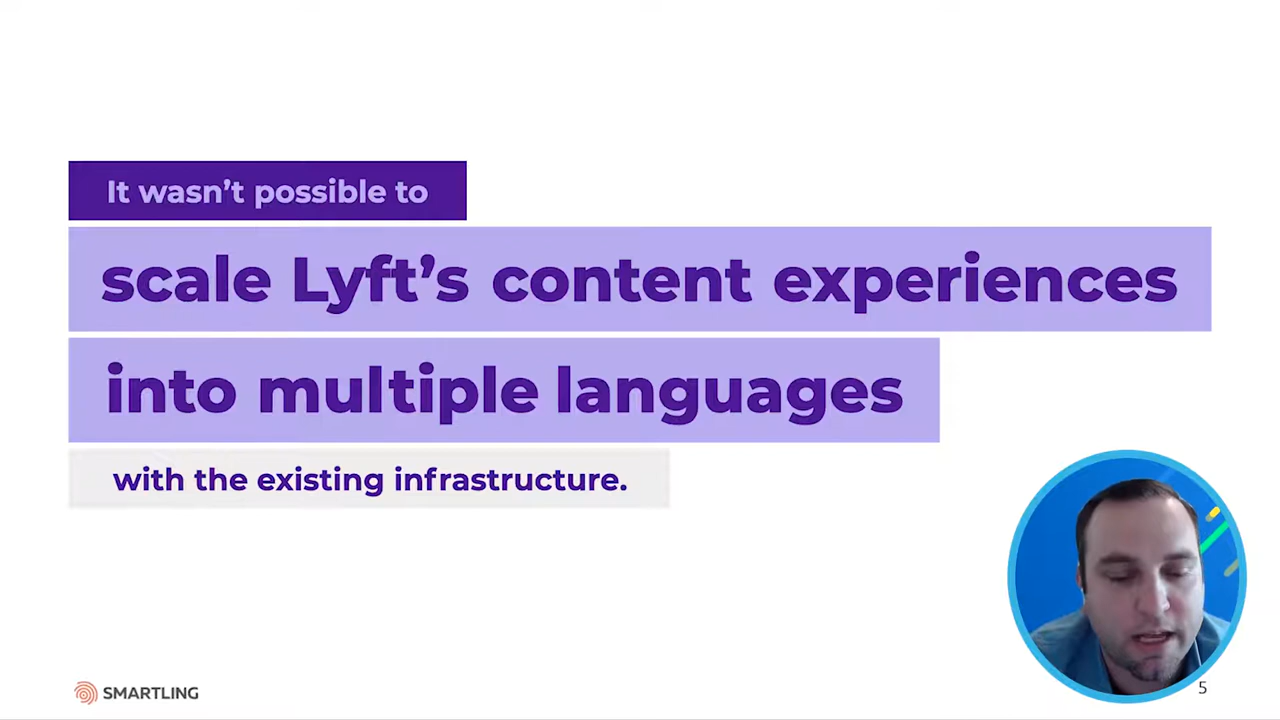 It wasn’t possible to
scale Lyft’s content experiences
into multiple languages
with the existing infrastructure.
SMARTLING
5